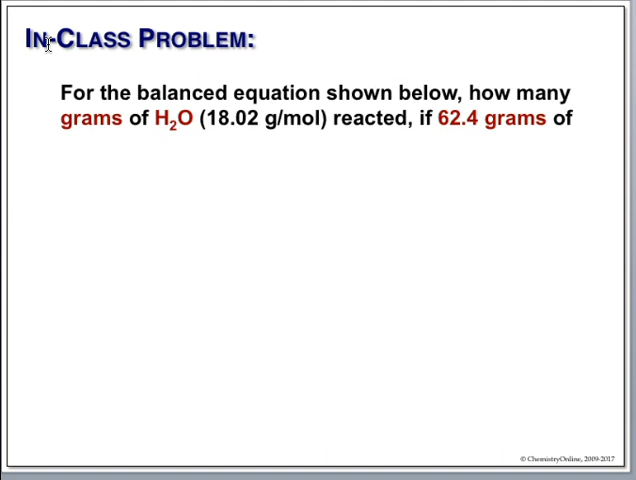 In-Class Problem:
For the balanced equation shown below, how many
grams of H₂O (18.02 g/mol) reacted, if 62.4 grams of
© ChemistryOnline, 2009-2017